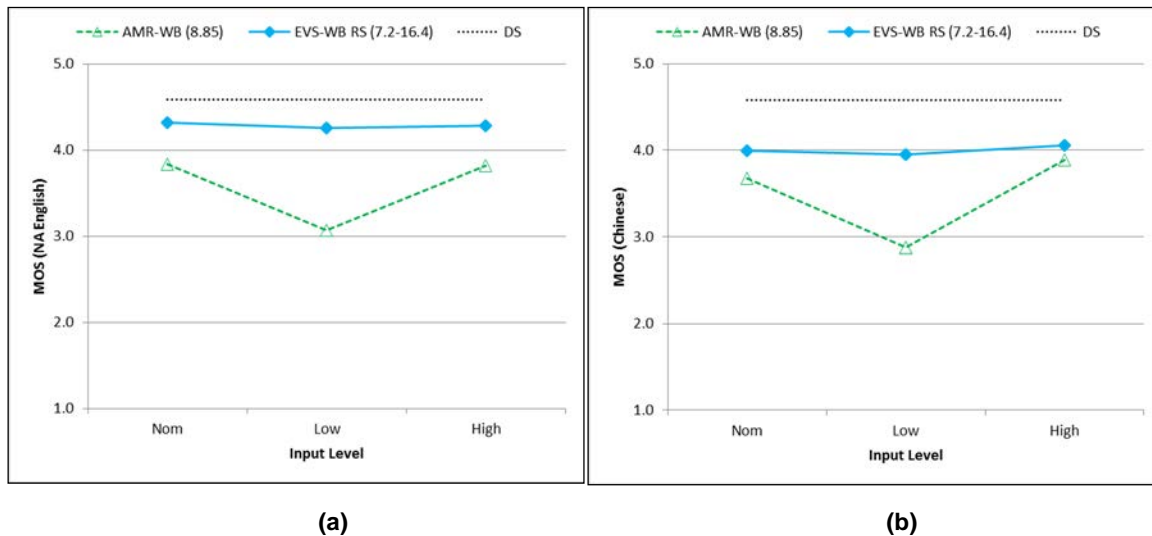 AMR-WB (8.85) EVS-WB RS (7.2-16.4) DS
5.0
4.0
3.0
2.0
1.0
MOS (NA English)
Nom Low High
Input Level
(a)
AMR-WB (8.85) EVS-WB RS (7.2-16.4) DS
5.0
4.0
3.0
2.0
1.0
MOS (Chinese)
Nom Low High
Input Level
(b)